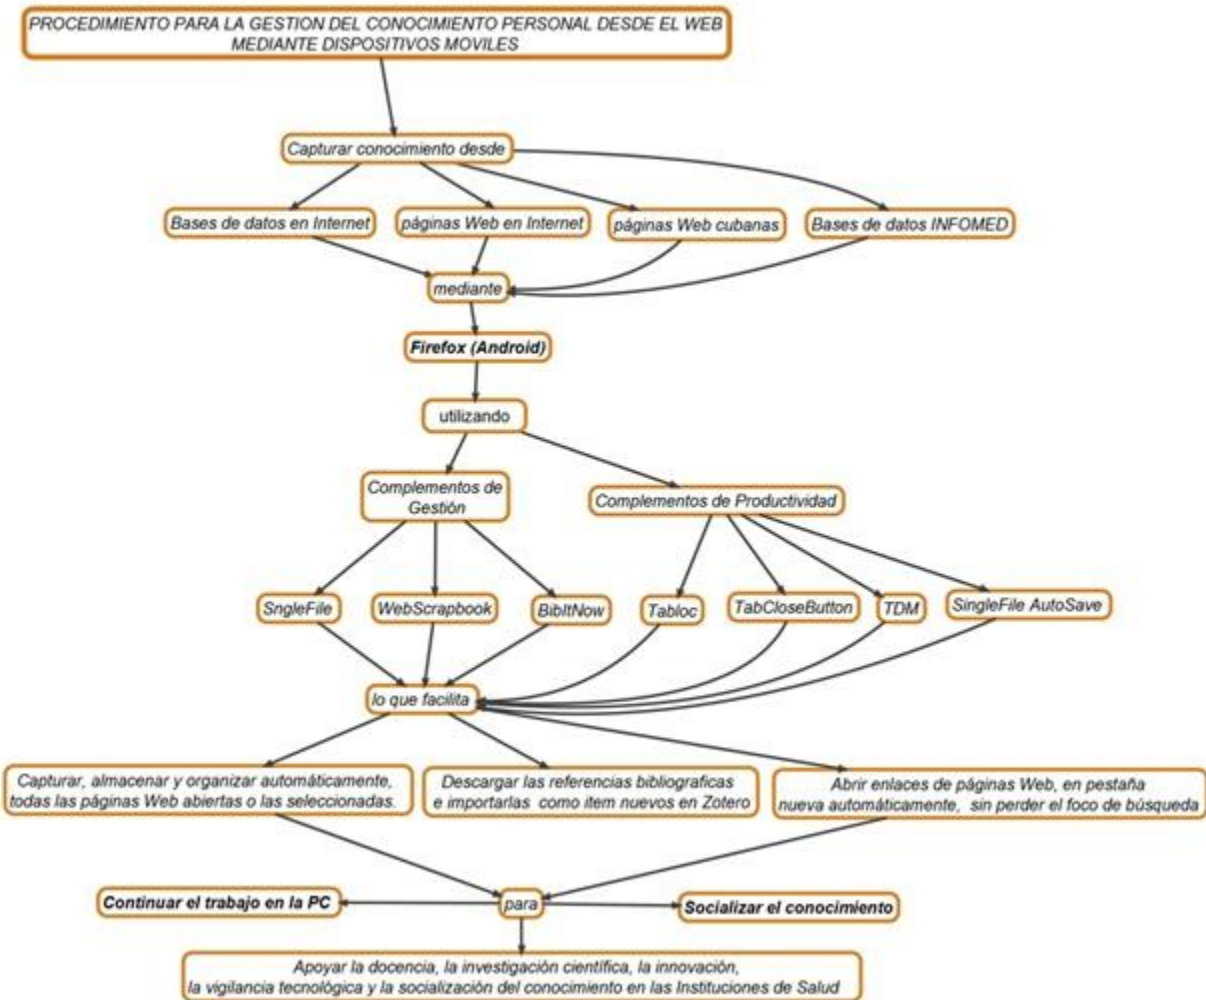 PROCEDIMIENTO PARA LA GESTION DEL CONOCIMIENTO PERSONAL DESDE EL WEB
MEDIANTE DISPOSITIVOS MOVILES
Capturar conocimiento desde
Bases de datos en Internet
páginas Web en Internet
páginas Web cubanas
Bases de datos INFOMED
mediante
Firefox (Android)
utilizando
Complementos de
Gestión
Complementos de Productividad
SngleFile
WebScrapbook
BibItNow
Tabloc
TabCloseButton
TDM
SingleFile AutoSave
lo que facilita
Capturar, almacenar y organizar automáticamente,
todas las páginas Web abiertas o las seleccionadas.
Descargar las referencias bibliograficas
e importarlas como item nuevos en Zotero
Abrir enlaces de páginas Web, en pestaña
nueva automáticamente, sin perder el foco de búsqueda
Continuar el trabajo en la PC
para
Socializar el conocimiento
Apoyar la docencia, la investigación científica, la innovación,
la vigilancia tecnológica y la socialización del conocimiento en las Instituciones de Salud